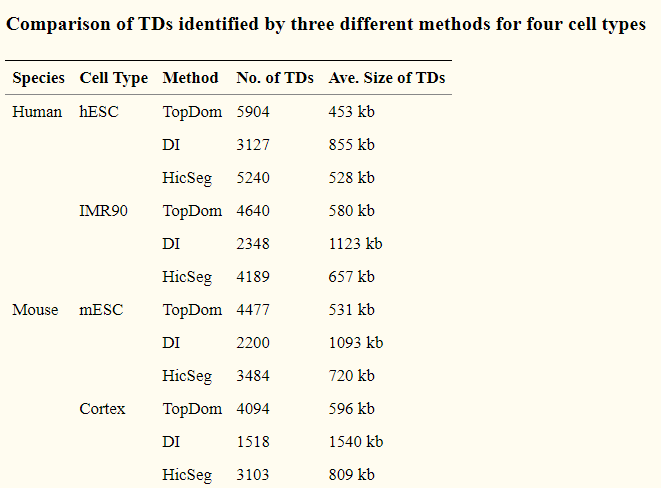 Comparison of TDs identified by three different methods for four cell types
Species Cell Type Method No. of TDs Ave. Size of TDs
Human hESC TopDom 5904 453 kb
DI 3127 855 kb
HicSeg 5240 528 kb
IMR90 TopDom 4640 580 kb
DI 2348 1123 kb
HicSeg 4189 657 kb
Mouse mESC TopDom 4477 531 kb
DI 2200 1093 kb
HicSeg 3484 720 kb
Cortex TopDom 4094 596 kb
DI 1518 1540 kb
HicSeg 3103 809 kb